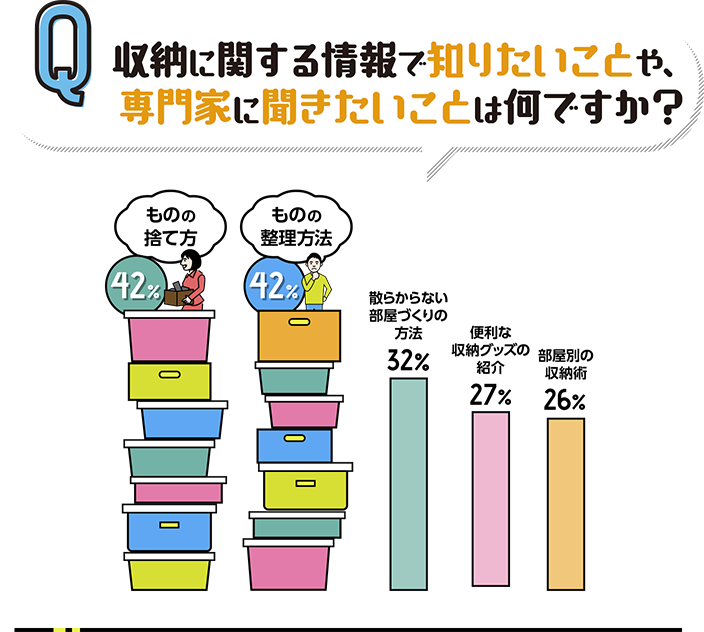 Q
収納に関する情報で知りたいことや、
専門家に聞きたいことは何ですか？
ものの
捨て方
42%
ものの
整理方法
42%
散らからない
部屋づくりの
方法
32%
便利な
収納グッズの
紹介
27%
部屋別の
収納術
26%